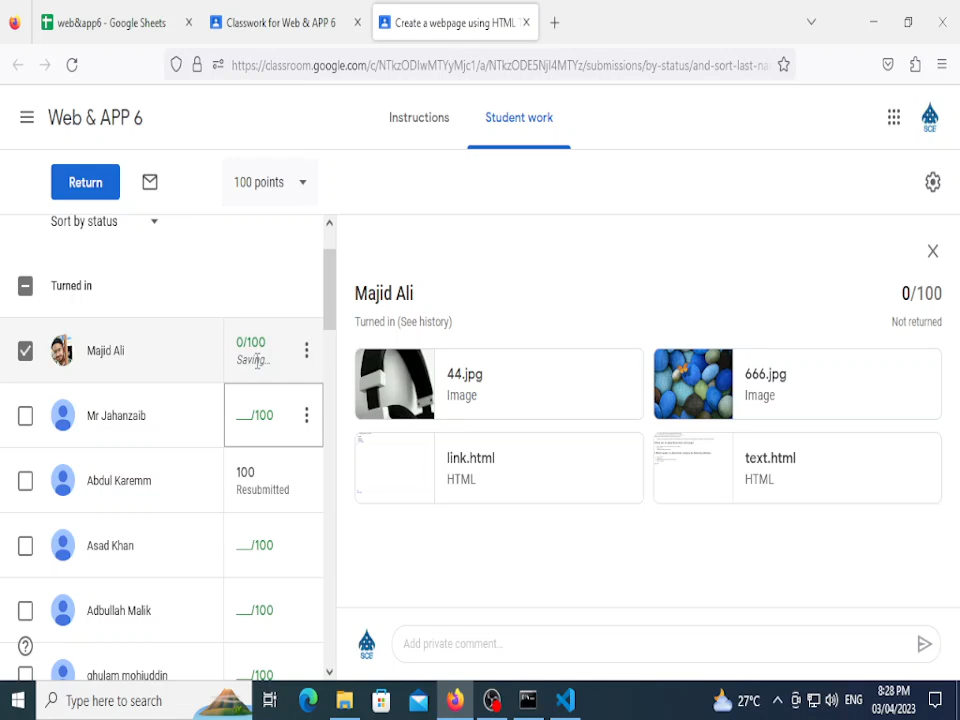 web&app6 - Google Sheets
Classwork for Web & APP 6
Create a webpage using HTML
https://classroom.google.com/c/NTkzODIwMTYyMjc1/a/NTkzODE5NjI4MTYz/submissions/by-status/and-sort-last-na
Web & APP 6
Instructions
Student work
SCE
Return
100 points
Sort by status
Turned in
Majid Ali
0/100
Saving...
Mr Jahanzaib
__/100
Abdul Karemm
100
Resubmitted
Asad Khan
__/100
Adbullah Malik
__/100
ghulam mohiuddin
__/100
Majid Ali
0/100
Turned in (See history)
Not returned
44.jpg
Image
666.jpg
Image
link.html
HTML
text.html
HTML
SCE
Add private comment...
Type here to search
27°C
ENG
8:28 PM
03/04/2023